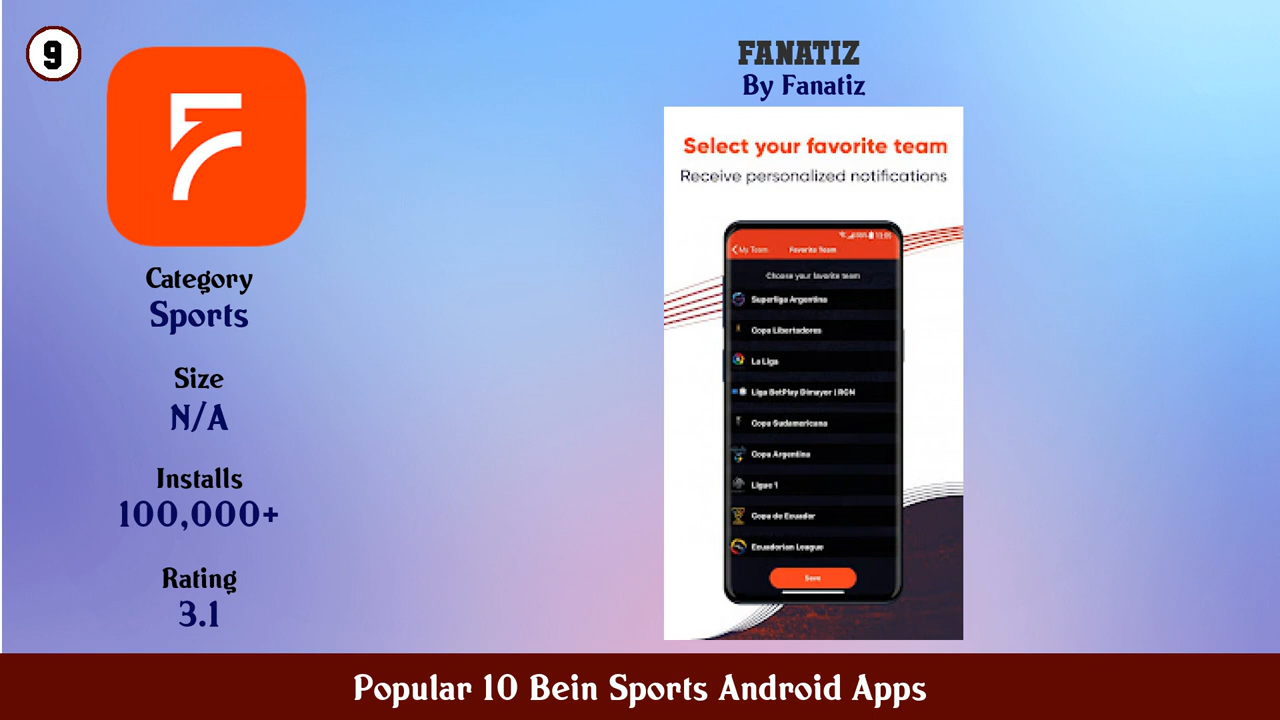 9
FANATIZ
By Fanatiz
Category
Sports
Size
N/A
Installs
100,000+
Rating
3.1
Select your favorite team
Receive personalized notifications
My Team
Favorite Team
Choose your favorite team
Superliga Argentina
Copa Libertadores
La Liga
Liga BetPlay Dimayor | RCN
Copa Sudamericana
Copa Argentina
Ligue 1
Copa de Ecuador
Ecuadorian League
Save
Popular 10 Bein Sports Android Apps